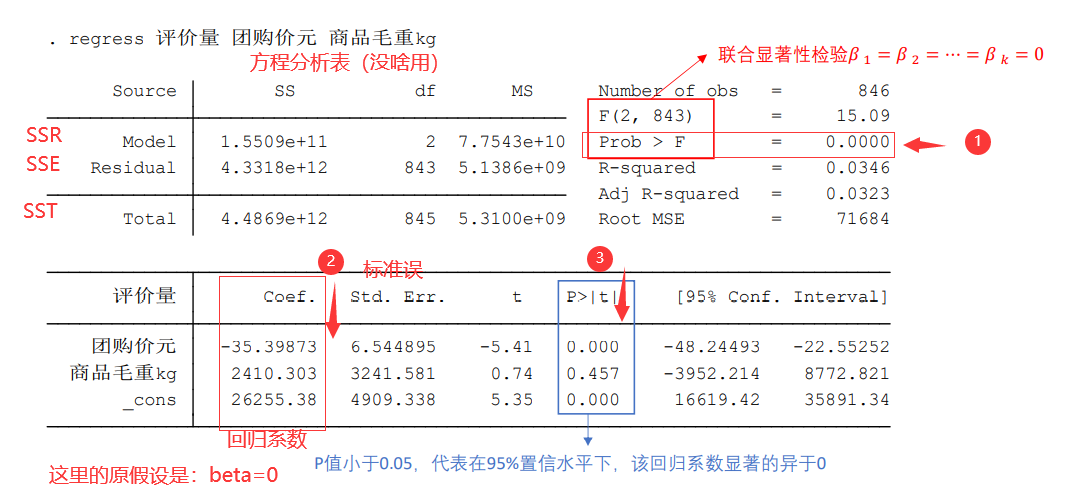 . regress 评价量 团购价元 商品毛重kg
方程分析表（没啥用）
联合显著性检验β 1 = β 2 = ⋯ = β k = 0
Source SS df MS Number of obs = 846
F(2, 843) = 15.09
SSR Model 1.5509e+11 2 7.7543e+10 Prob > F = 0.0000 1
SSE Residual 4.3318e+12 843 5.1386e+09 R-squared = 0.0346
Adj R-squared = 0.0323
SST Total 4.4869e+12 845 5.3100e+09 Root MSE = 71684
2 标准误 3
评价量 Coef. Std. Err. t P>|t| [95% Conf. Interval]
团购价元 -35.39873 6.544895 -5.41 0.000 -48.24493 -22.55252
商品毛重kg 2410.303 3241.581 0.74 0.457 -3952.214 8772.821
_cons 26255.38 4909.338 5.35 0.000 16619.42 35891.34
回归系数
这里的原假设是：beta=0
P值小于0.05，代表在95%置信水平下，该回归系数显著的异于0